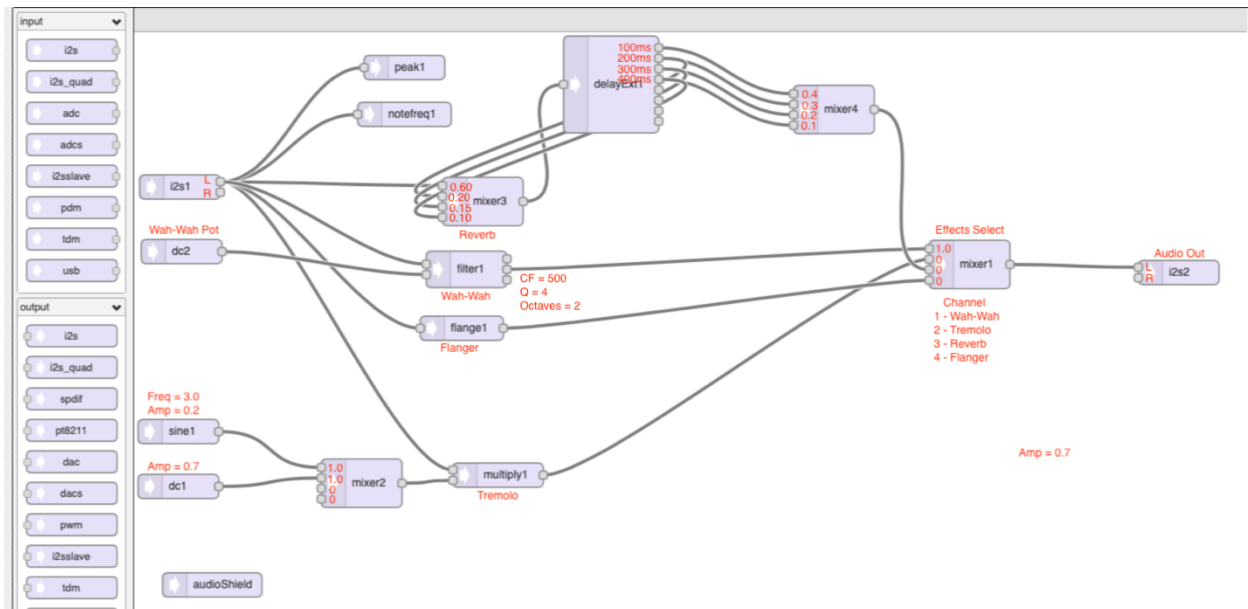 input
i2s
i2s_quad
adc
adcs
i2sslave
pdm
tdm
usb
output
i2s
i2s_quad
spdif
pt8211
dac
dacs
pwm
i2sslave
tdm
peak1
notefreq1
i2s1
L
R
Wah-Wah Pot
dc2
100ms
200ms
300ms
400ms
delayExt1
0.4
0.3
0.2
0.1
mixer4
0.60
0.20
0.15
0.10
mixer3
Reverb
filter1
Wah-Wah
CF = 500
Q = 4
Octaves = 2
flange1
Flanger
Effects Select
1.0
0
0
0
mixer1
Channel
1 - Wah-Wah
2 - Tremolo
3 - Reverb
4 - Flanger
Audio Out
L
R
i2s2
Freq = 3.0
Amp = 0.2
sine1
Amp = 0.7
dc1
1.0
1.0
0
0
mixer2
multiply1
Tremolo
Amp = 0.7
audioShield